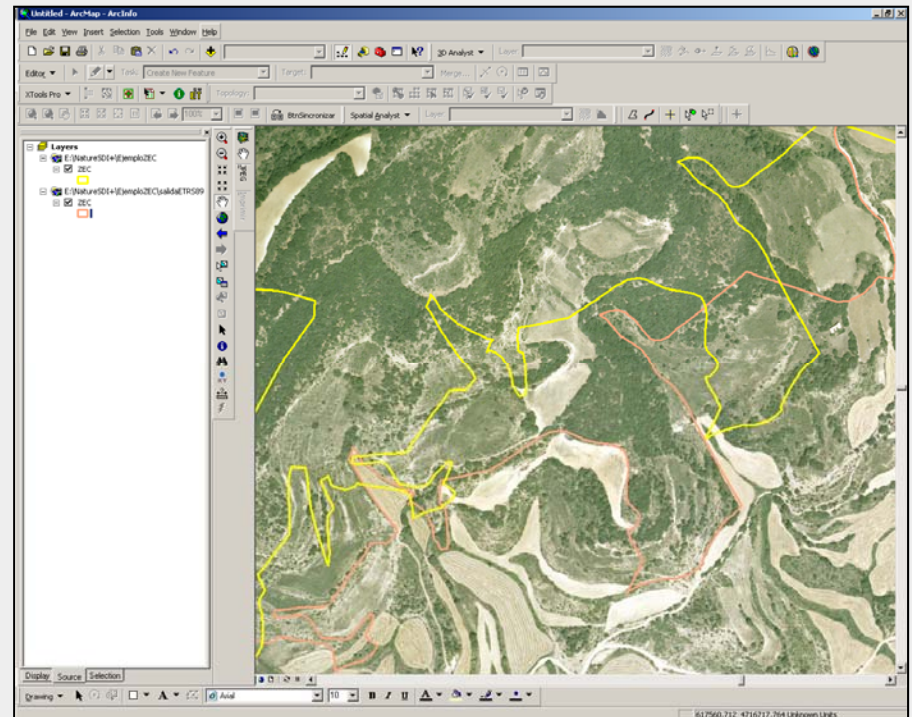 Untitled - ArcMap - ArcInfo
File Edit View Insert Selection Tools Window Help
3D Analyst Layer:
Editor Task: Create New Feature Target: Merge...
XTools Pro Topology:
100% BtnSincronizar Spatial Analyst Layer:
Layers
E:\NatureSDI+\EjemploZEC
ZEC
E:\NatureSDI+\EjemploZEC\salidaETRS89
ZEC
JPEG
Display Source Selection
Drawing A Arial 10 B I U A
617560.712 4716717.764 Unknown Units